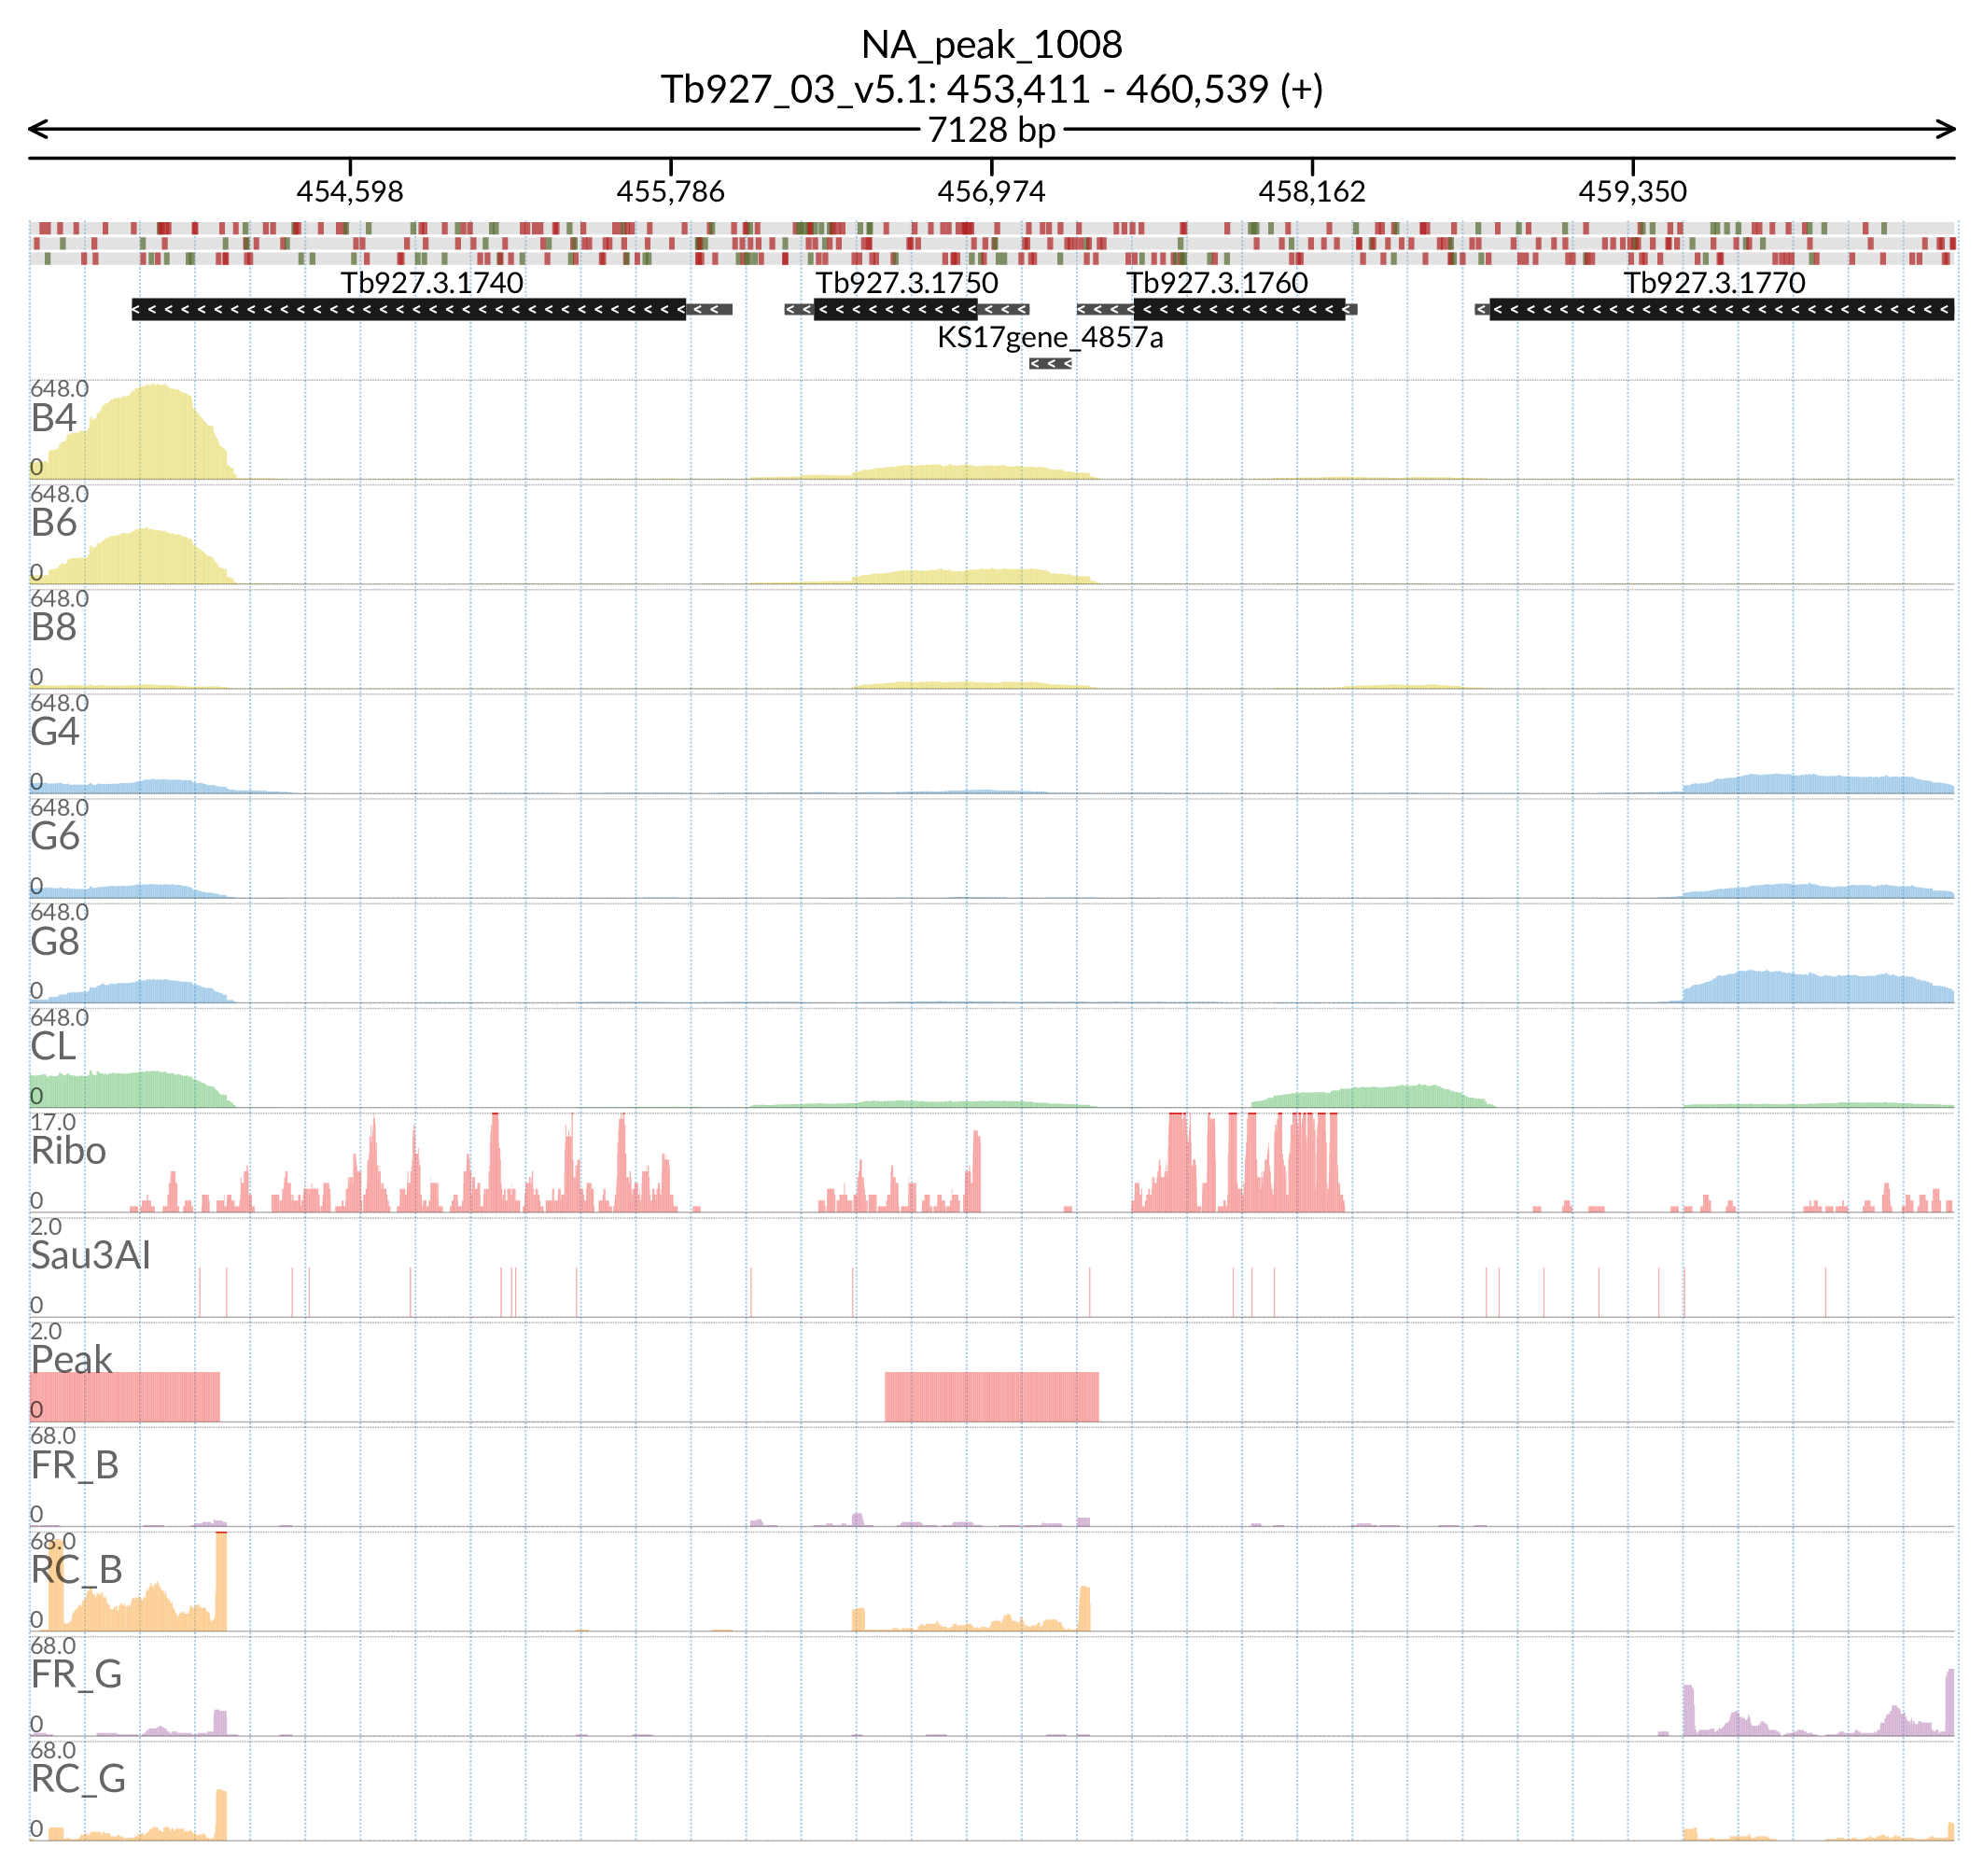 NA_peak_1008
Tb927_03_v5.1: 453,411 - 460,539 (+)
7128 bp
454,598 455,786 456,974 458,162 459,350
Tb927.3.1740 Tb927.3.1750 Tb927.3.1760 Tb927.3.1770
KS17gene_4857a
648.0
B4
0
648.0
B6
0
648.0
B8
0
648.0
G4
0
648.0
G6
0
648.0
G8
0
648.0
CL
0
17.0
Ribo
0
2.0
Sau3AI
0
2.0
Peak
0
68.0
FR_B
0
68.0
RC_B
0
68.0
FR_G
0
68.0
RC_G
0